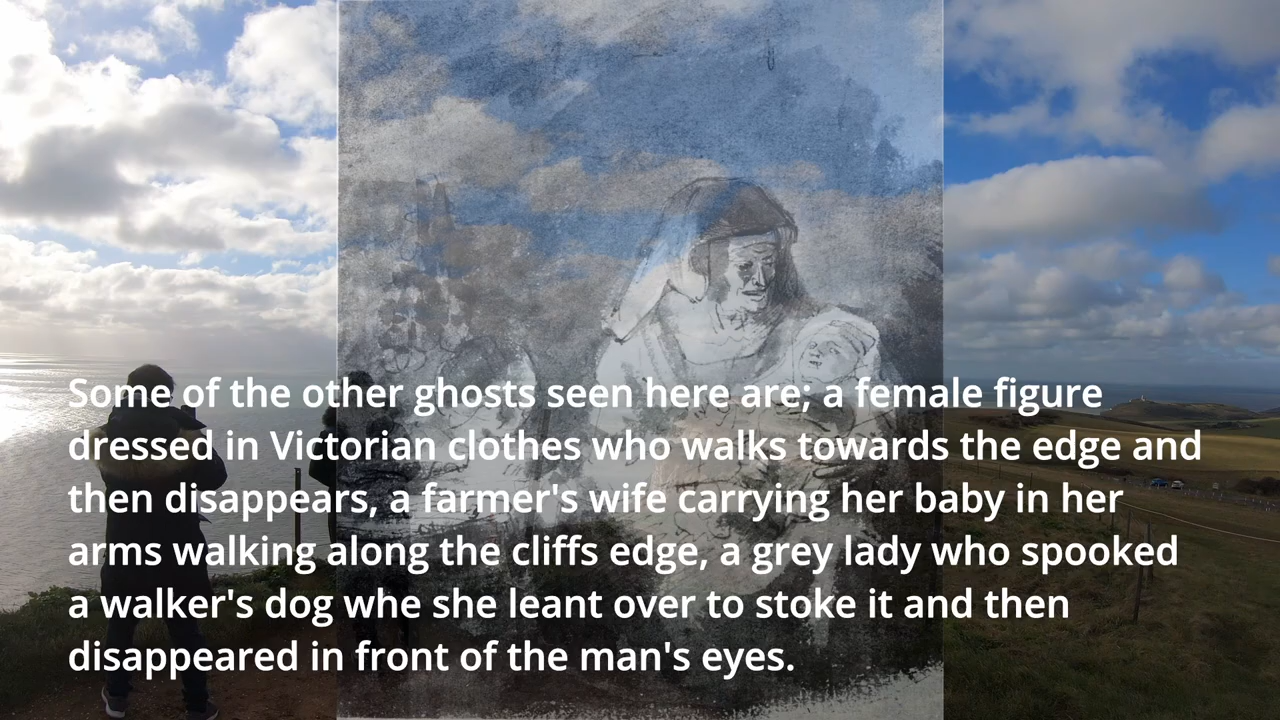 Some of the other ghosts seen here are; a female figure
dressed in Victorian clothes who walks towards the edge and
then disappears, a farmer's wife carrying her baby in her
arms walking along the cliffs edge, a grey lady who spooked
a walker's dog whe she leant over to stoke it and then
disappeared in front of the man's eyes.